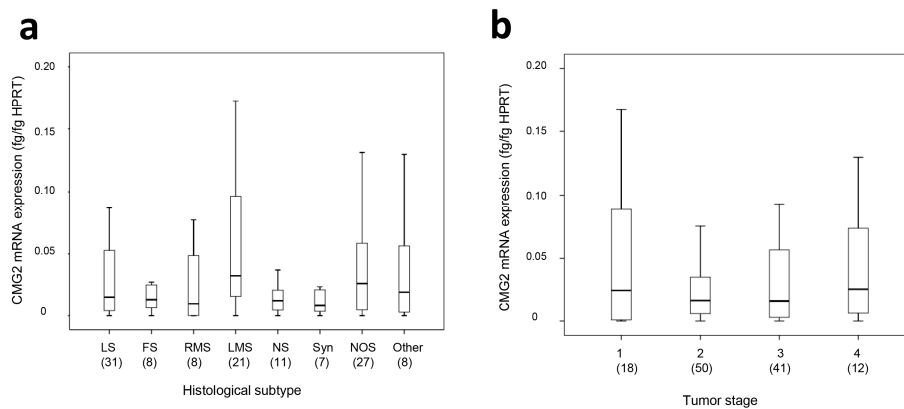 a
CMG2 mRNA expression (fg/fg HPRT)
0.20
0.15
0.10
0.05
0
LS FS RMS LMS NS Syn NOS Other
(31) (8) (8) (21) (11) (7) (27) (8)
Histological subtype
b
CMG2 mRNA expression (fg/fg HPRT)
0.20
0.15
0.10
0.05
0
1 2 3 4
(18) (50) (41) (12)
Tumor stage